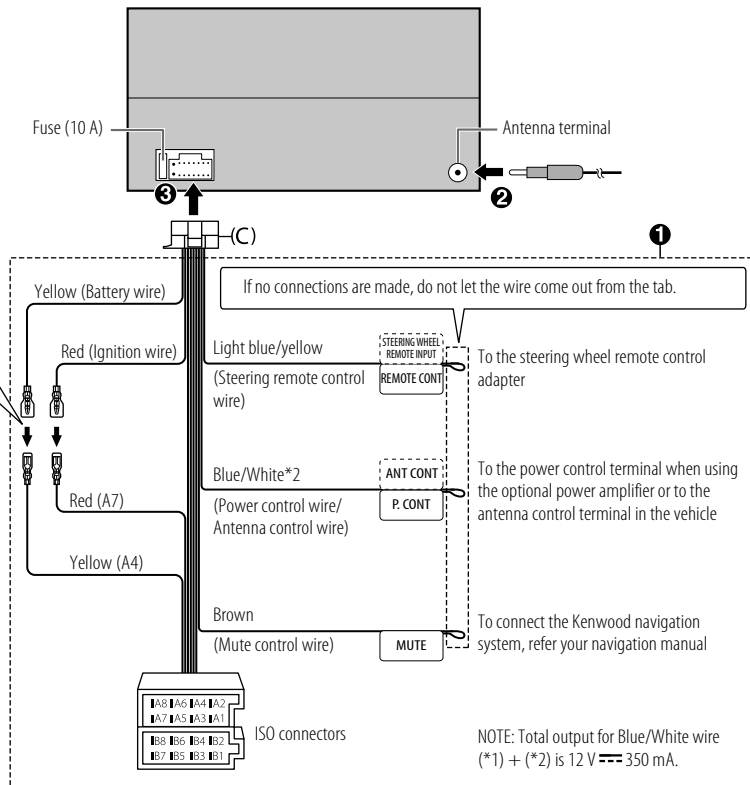 Fuse (10 A)
Antenna terminal
❸
❷
(C)
❶
Yellow (Battery wire)
If no connections are made, do not let the wire come out from the tab.
Red (Ignition wire)
Light blue/yellow
(Steering remote control
wire)
STEERING WHEEL
REMOTE INPUT
REMOTE CONT
To the steering wheel remote control
adapter
Blue/White*2
(Power control wire/
Antenna control wire)
ANT CONT
P. CONT
To the power control terminal when using
the optional power amplifier or to the
antenna control terminal in the vehicle
Red (A7)
Yellow (A4)
Brown
(Mute control wire)
MUTE
To connect the Kenwood navigation
system, refer your navigation manual
A8 A6 A4 A2
A7 A5 A3 A1
B8 B6 B4 B2
B7 B5 B3 B1
ISO connectors
NOTE: Total output for Blue/White wire
(*1) + (*2) is 12 V ⎓ 350 mA.